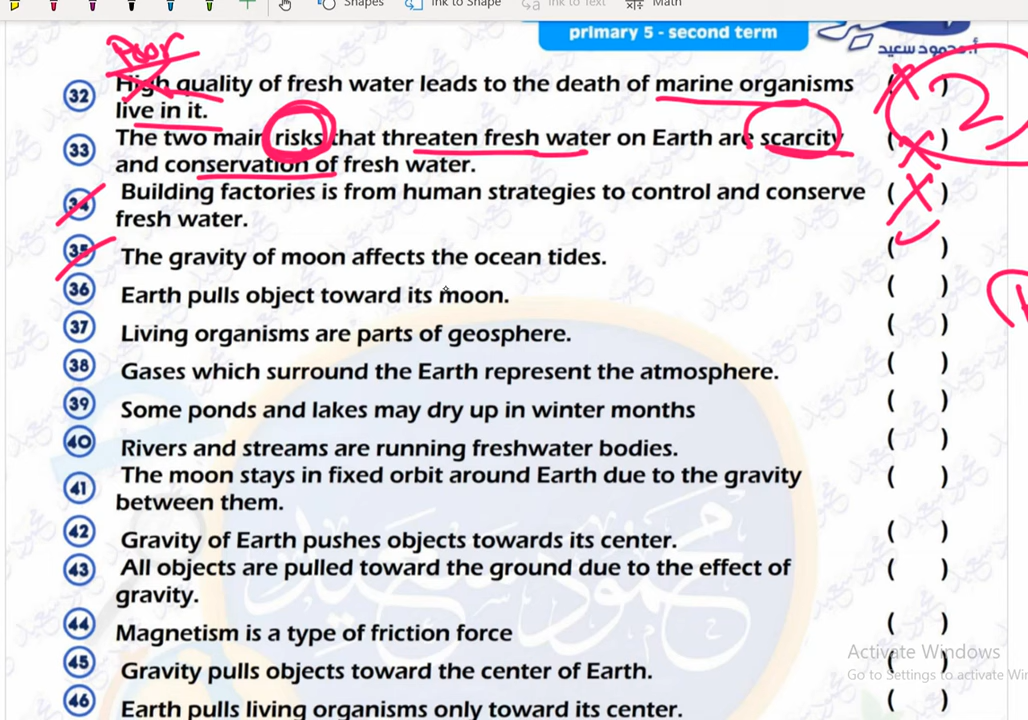 Shapes
Ink to Shape
Ink to Text
Math
primary 5 - second term
أ.محمود سعيد
Poor
32 High quality of fresh water leads to the death of marine organisms ( X )
live in it.
2
33 The two main risks that threaten fresh water on Earth are scarcity ( X )
and conservation of fresh water.
34 Building factories is from human strategies to control and conserve ( X )
fresh water.
35 The gravity of moon affects the ocean tides. ( ✓ )
36 Earth pulls object toward its moon. ( )
37 Living organisms are parts of geosphere. ( )
38 Gases which surround the Earth represent the atmosphere. ( )
39 Some ponds and lakes may dry up in winter months ( )
40 Rivers and streams are running freshwater bodies. ( )
41 The moon stays in fixed orbit around Earth due to the gravity ( )
between them.
42 Gravity of Earth pushes objects towards its center. ( )
43 All objects are pulled toward the ground due to the effect of ( )
gravity.
44 Magnetism is a type of friction force ( )
45 Gravity pulls objects toward the center of Earth. ( )
46 Earth pulls living organisms only toward its center. ( )
محمود سعيد
Activate Windows
Go to Settings to activate Win